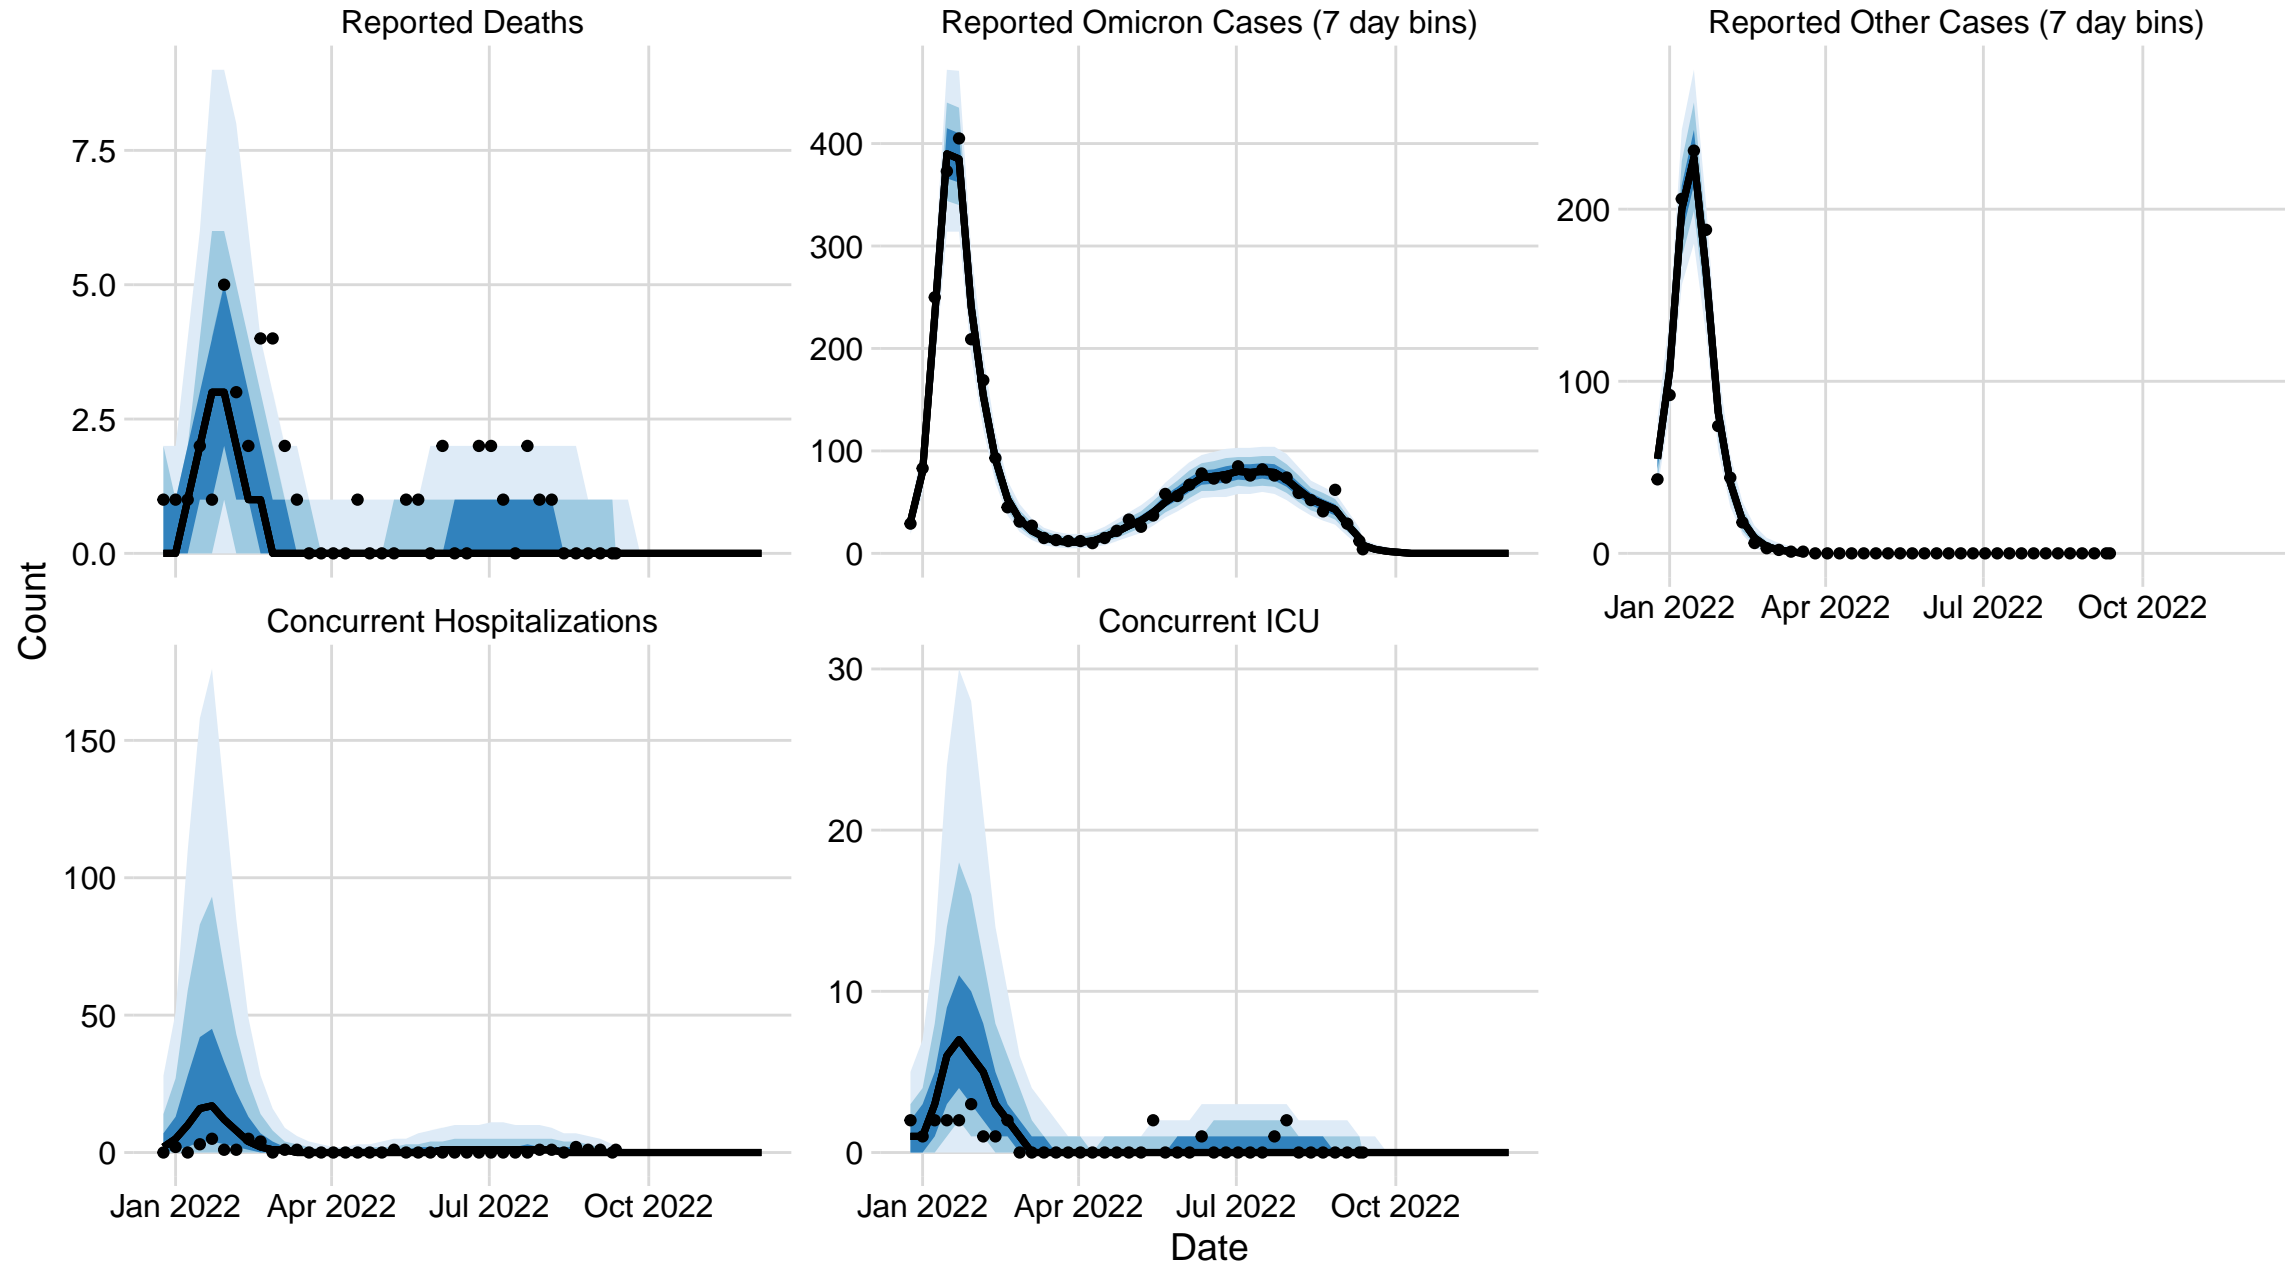 Reported Deaths
Reported Omicron Cases (7 day bins)
Reported Other Cases (7 day bins)
7.5
5.0
2.5
0.0
400
300
200
100
0
200
100
0
Jan 2022 Apr 2022 Jul 2022 Oct 2022
Count
Concurrent Hospitalizations
Concurrent ICU
150
100
50
0
30
20
10
0
Jan 2022 Apr 2022 Jul 2022 Oct 2022
Jan 2022 Apr 2022 Jul 2022 Oct 2022
Date